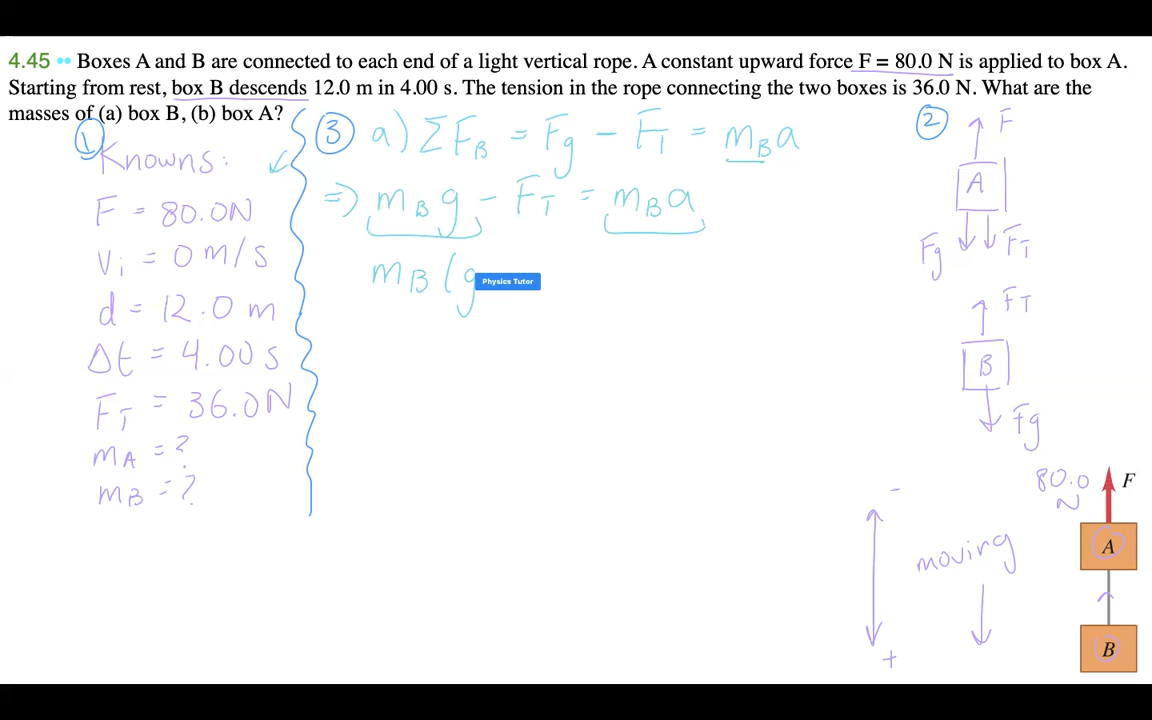 4.45 •• Boxes A and B are connected to each end of a light vertical rope. A constant upward force F = 80.0 N is applied to box A.
Starting from rest, box B descends 12.0 m in 4.00 s. The tension in the rope connecting the two boxes is 36.0 N. What are the
masses of (a) box B, (b) box A?
①
Knowns:
F = 80.0N
Vi = 0 m/s
d = 12.0 m
Δt = 4.00 s
FT = 36.0N
mA = ?
mB = ?
③ a) ΣFB = Fg - FT = mBa
=> mBg - FT = mBa
mB (g
Physics Tutor
②
F
A
Fg FT
FT
B
Fg
-
moving
+
80.0
N
F
A
B